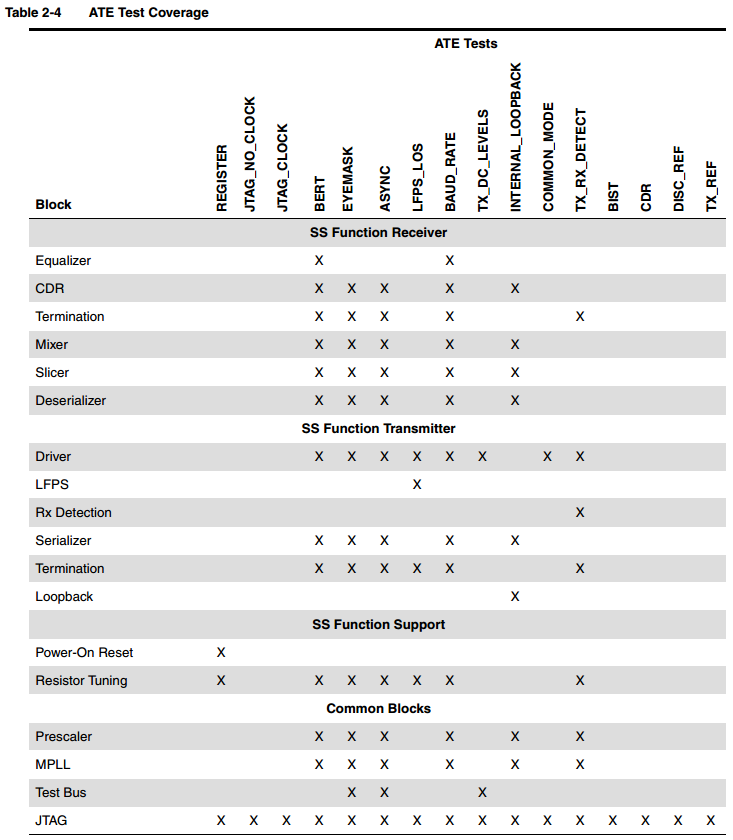 Table 2-4 ATE Test Coverage
ATE Tests
Block REGISTER JTAG_NO_CLOCK JTAG_CLOCK BERT EYEMASK ASYNC LFPS_LOS BAUD_RATE TX_DC_LEVELS INTERNAL_LOOPBACK COMMON_MODE TX_RX_DETECT BIST CDR DISC_REF TX_REF
SS Function Receiver
Equalizer X X
CDR X X X X X
Termination X X X X X
Mixer X X X X X
Slicer X X X X X
Deserializer X X X X X
SS Function Transmitter
Driver X X X X X X X X
LFPS X
Rx Detection X
Serializer X X X X X
Termination X X X X X X
Loopback X
SS Function Support
Power-On Reset X
Resistor Tuning X X X X X X X
Common Blocks
Prescaler X X X X X X
MPLL X X X X X X
Test Bus X X X
JTAG X X X X X X X X X X X X X X X X